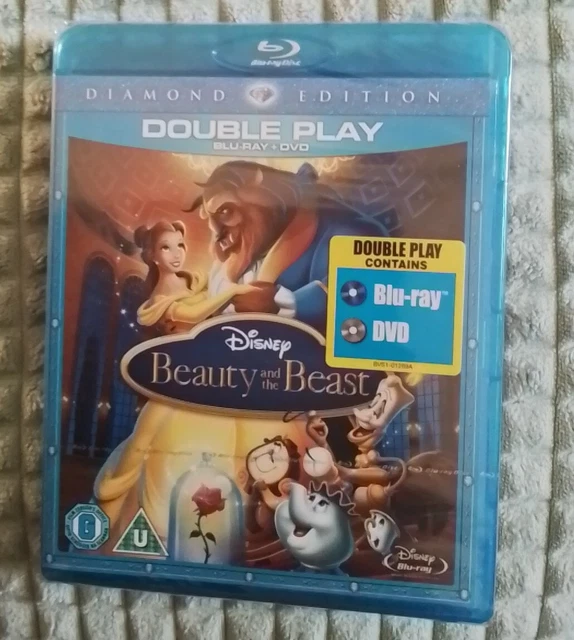 Blu-ray Disc
DIAMOND EDITION
DOUBLE PLAY
BLU-RAY + DVD
DOUBLE PLAY
CONTAINS
Blu-ray™
DVD
Disney
Beauty and the Beast
U
Disney
Blu-ray